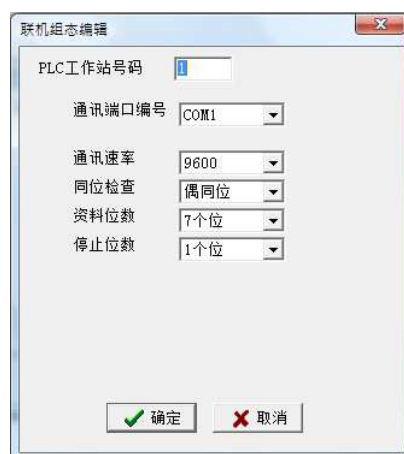 联机组态编辑
PLC工作站号码 1
通讯端口编号 COM1
通讯速率 9600
同位检查 偶同位
资料位数 7个位
停止位数 1个位
确定 取消